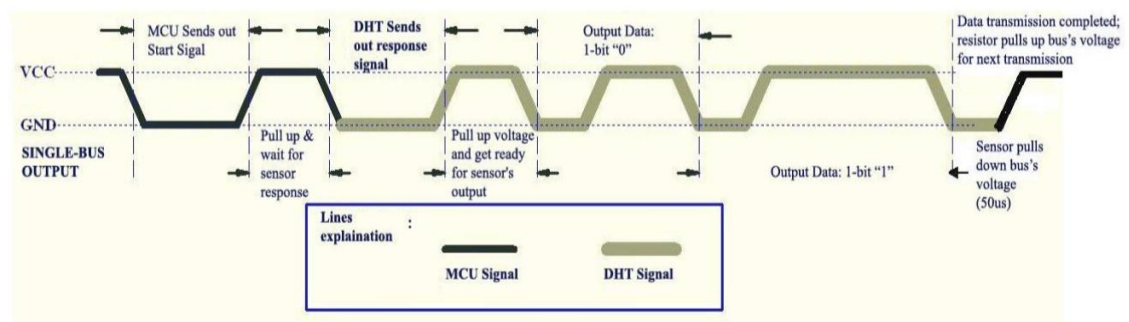 MCU Sends out
Start Sigal
DHT Sends
out response
signal
Output Data:
1-bit “0”
Data transmission completed;
resistor pulls up bus’s voltage
for next transmission
VCC
GND
SINGLE-BUS
OUTPUT
Pull up &
wait for
sensor
response
Pull up voltage
and get ready
for sensor's
output
Output Data: 1-bit “1”
Sensor pulls
down bus’s
voltage
(50us)
Lines
explaination :
MCU Signal
DHT Signal